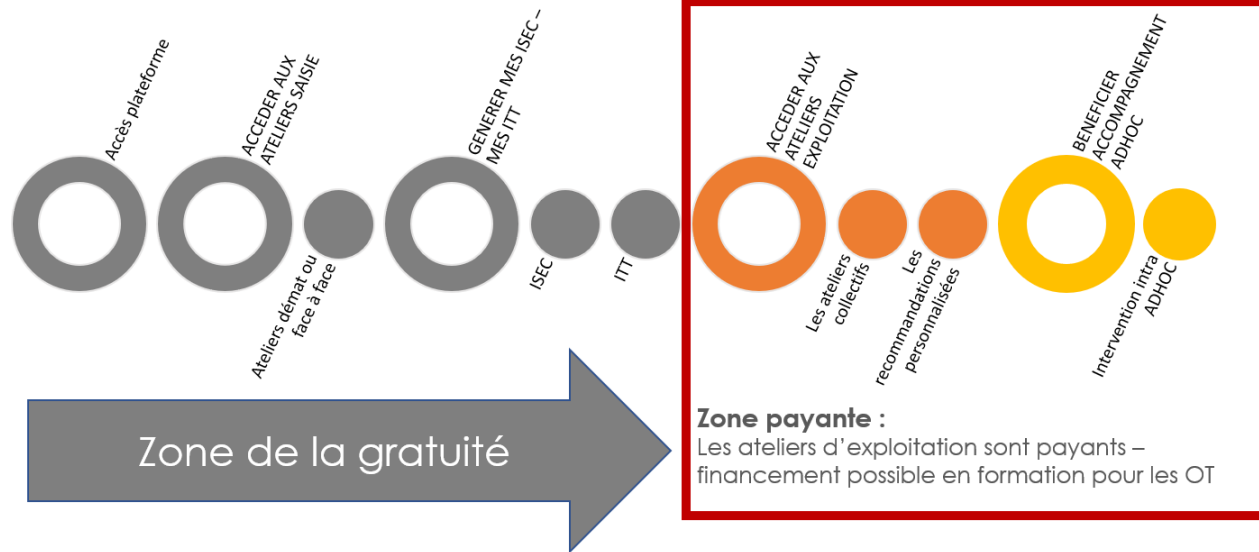 Accès plateforme
ACCEDER AUX
ATELIERS SAISIE
Ateliers démat ou
face à face
GENERER MES ISEC –
MES ITT
ISEC
ITT
ACCEDER AUX
ATELIERS
EXPLOITATION
Les ateliers
collectifs
Les
recommandations
personnalisées
BENEFICIER
ACCOMPAGNEMENT
ADHOC
Intervention intra
ADHOC
Zone de la gratuité
Zone payante :
Les ateliers d’exploitation sont payants –
financement possible en formation pour les OT